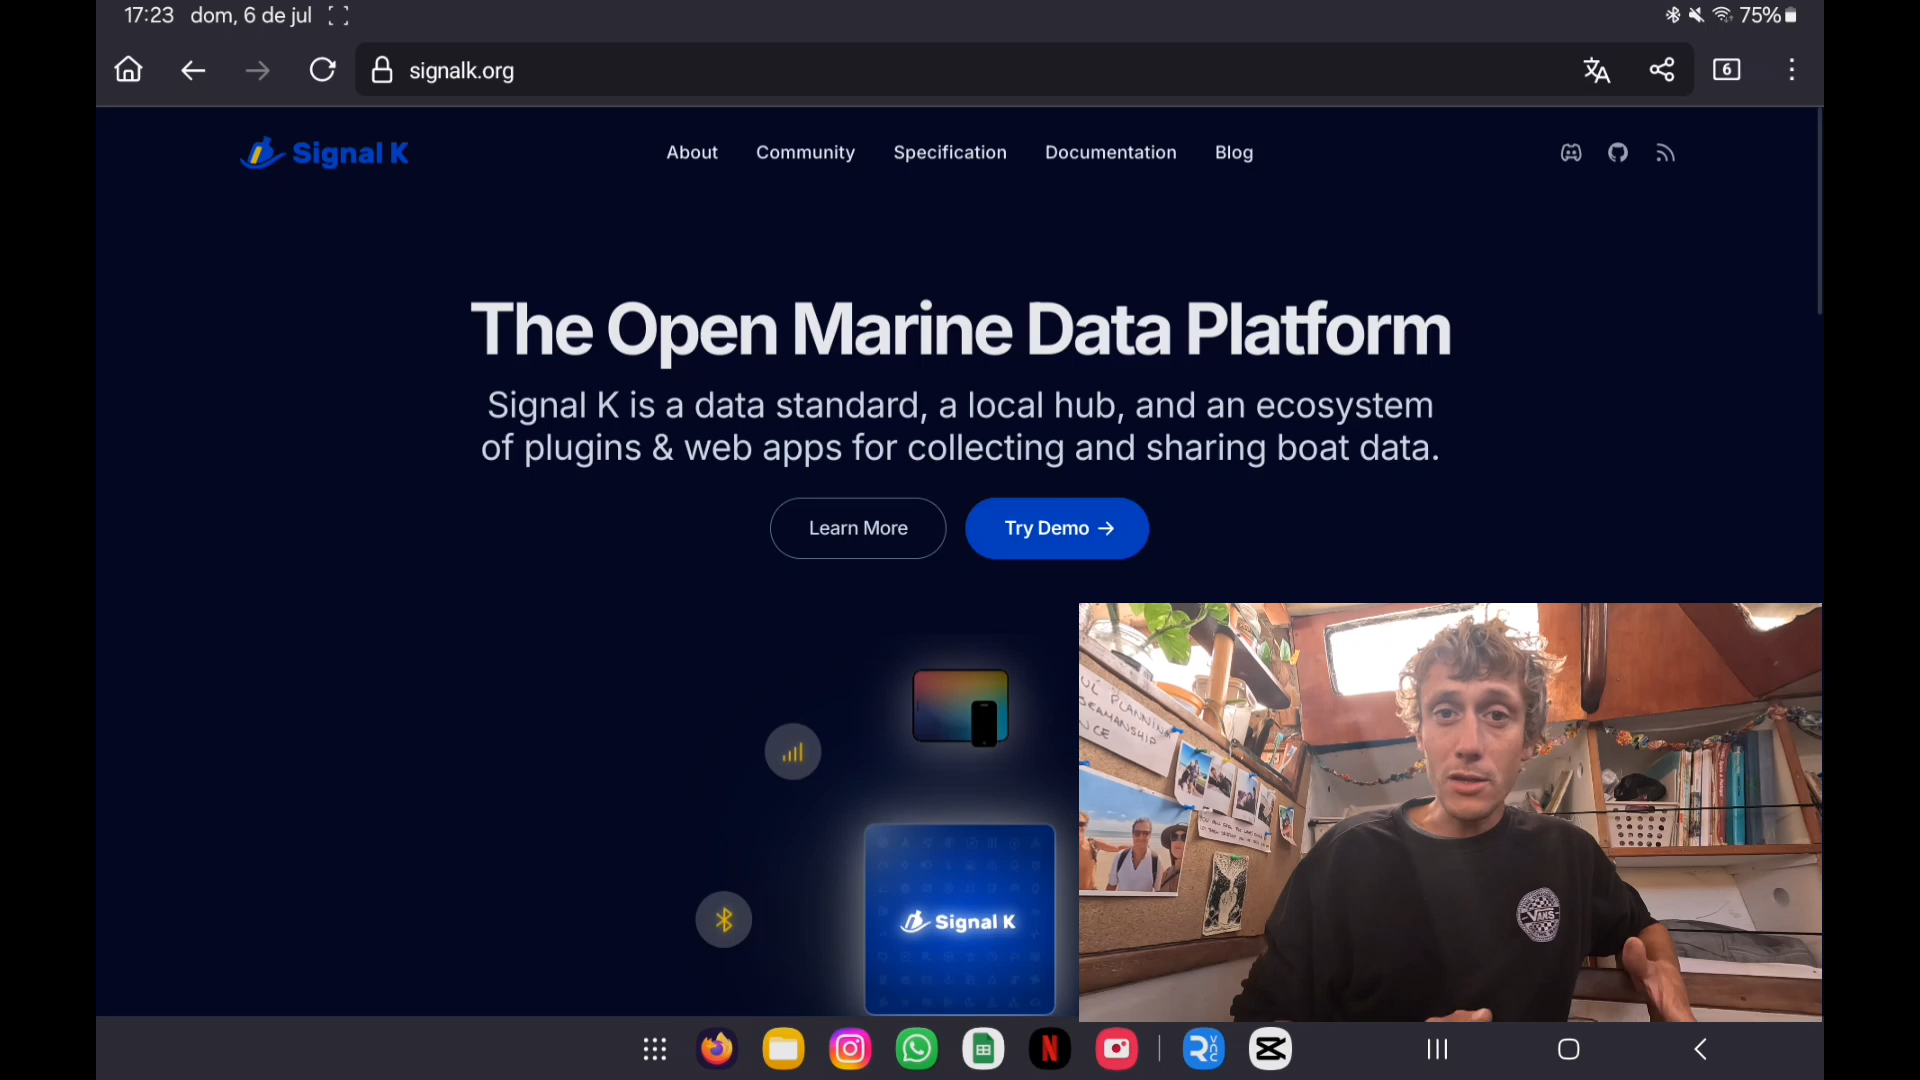 17:23 dom, 6 de jul
75%
signalk.org
6
Signal K
About Community Specification Documentation Blog
The Open Marine Data Platform
Signal K is a data standard, a local hub, and an ecosystem
of plugins & web apps for collecting and sharing boat data.
Learn More
Try Demo →
Signal K
PLANNING
SEAMANSHIP
VANS
N